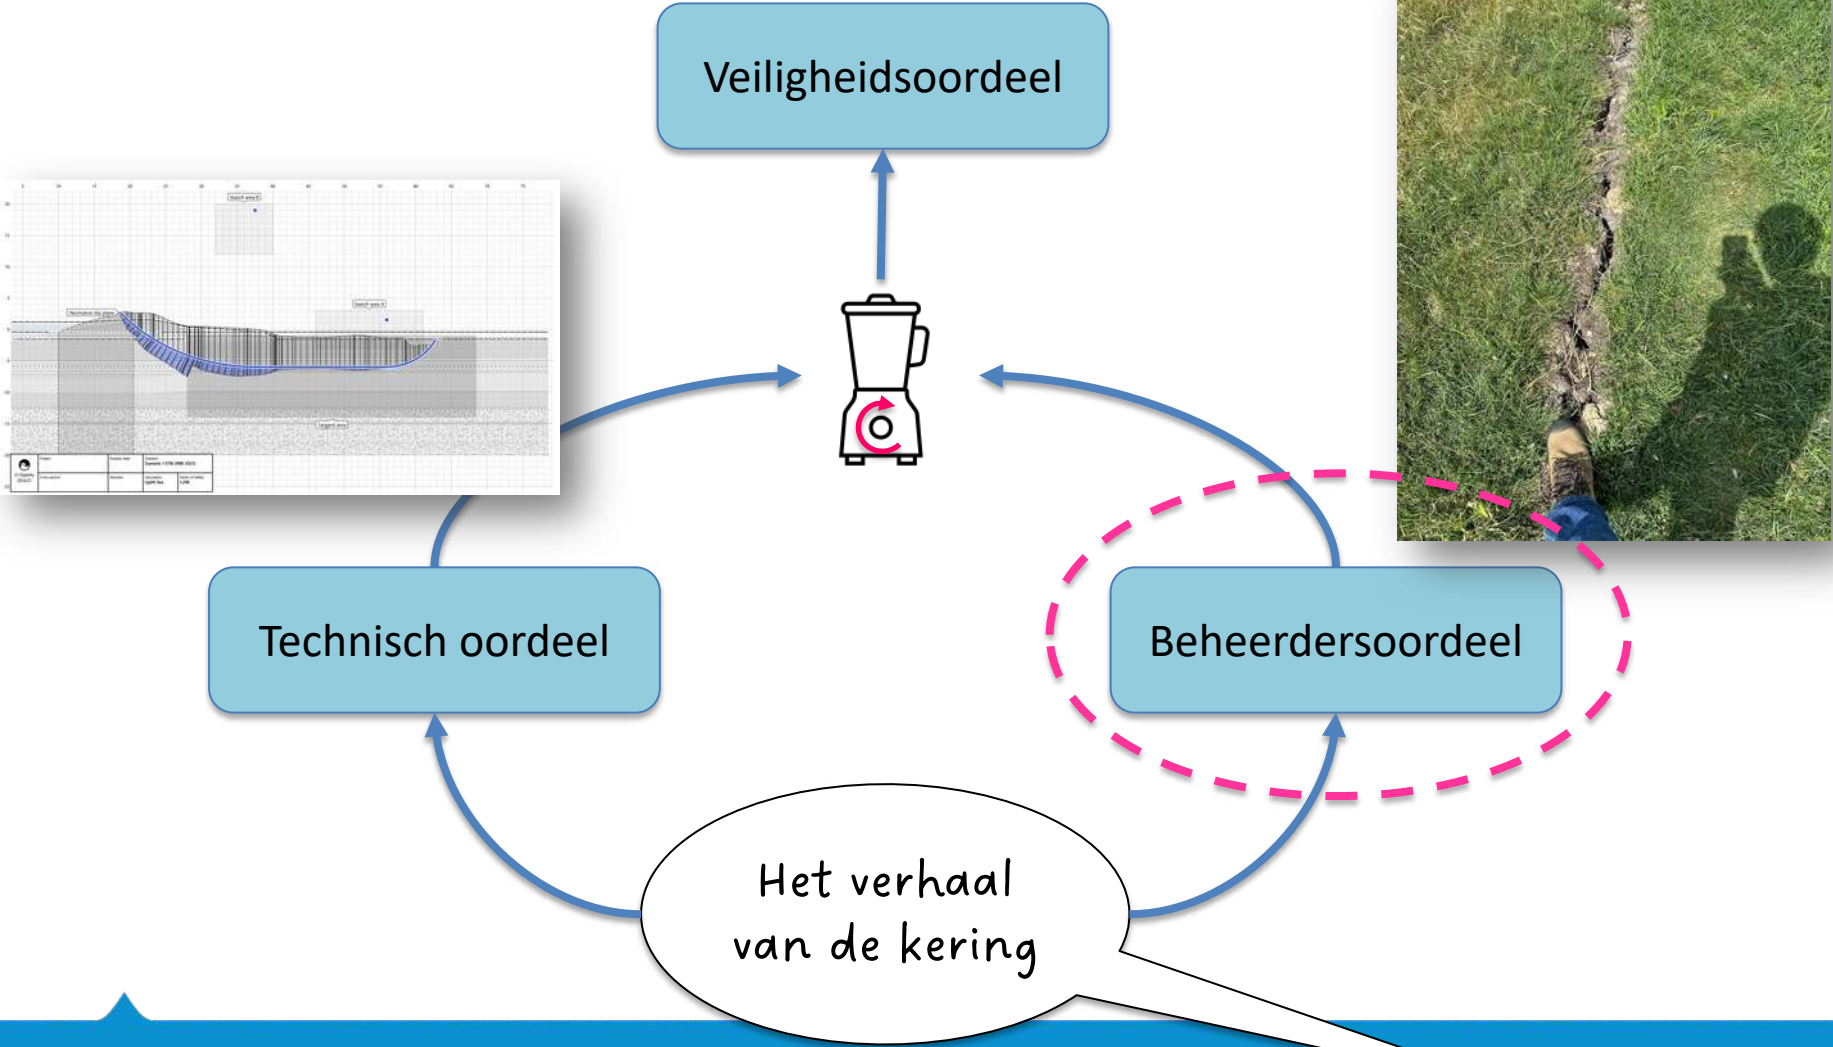 Veiligheidsoordeel
Technisch oordeel
Beheerdersoordeel
Het verhaal
van de kering